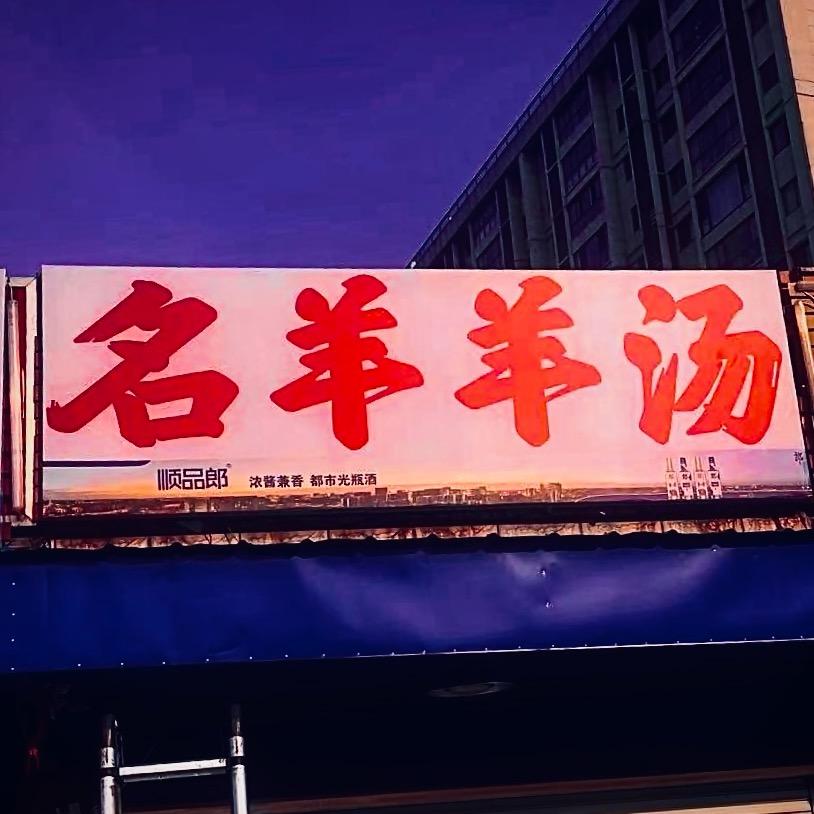 名羊羊汤
顺品郎 浓酱兼香 都市光瓶酒